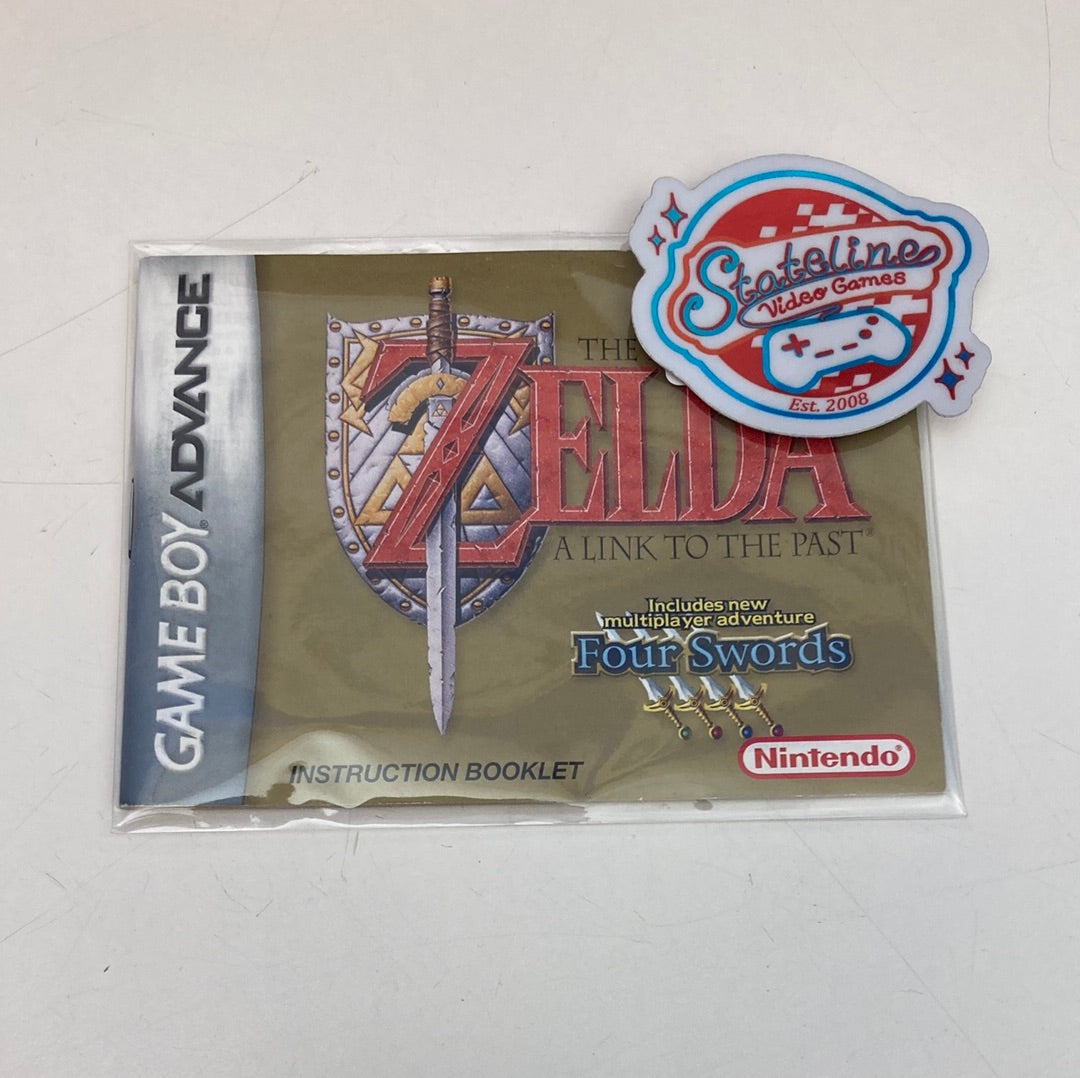 GAME BOY® ADVANCE
THE
ZELDA
A LINK TO THE PAST®
Includes new
multiplayer adventure
Four Swords
INSTRUCTION BOOKLET
Nintendo®
Stateline
Video Games
Est. 2008